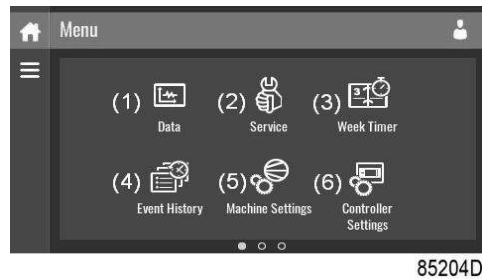 Menu
(1) (2) (3)
Data Service Week Timer
(4) (5) (6)
Event History Machine Settings Controller
Settings
85204D